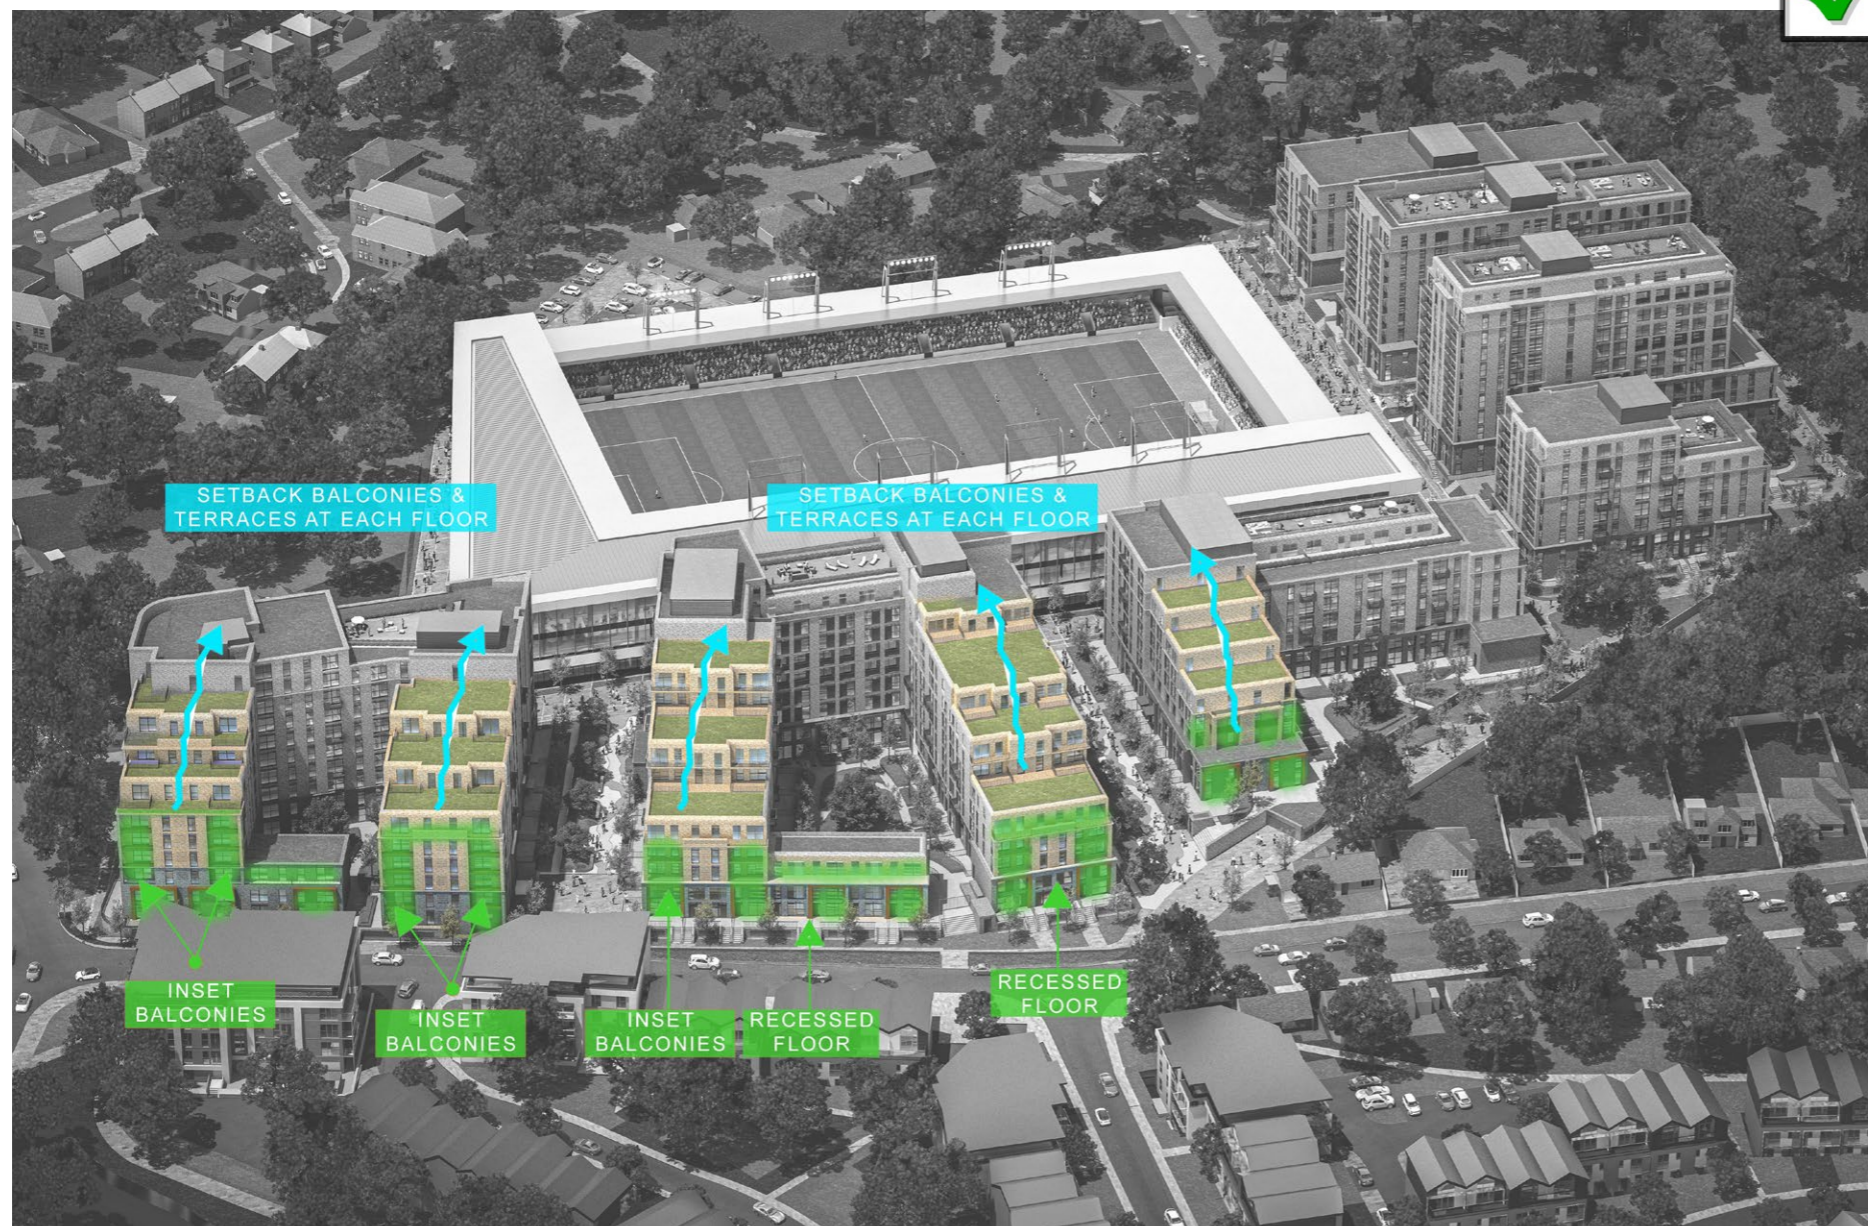 SETBACK BALCONIES &
TERRACES AT EACH FLOOR
SETBACK BALCONIES &
TERRACES AT EACH FLOOR
INSET
BALCONIES
INSET
BALCONIES
INSET
BALCONIES
RECESSED
FLOOR
RECESSED
FLOOR